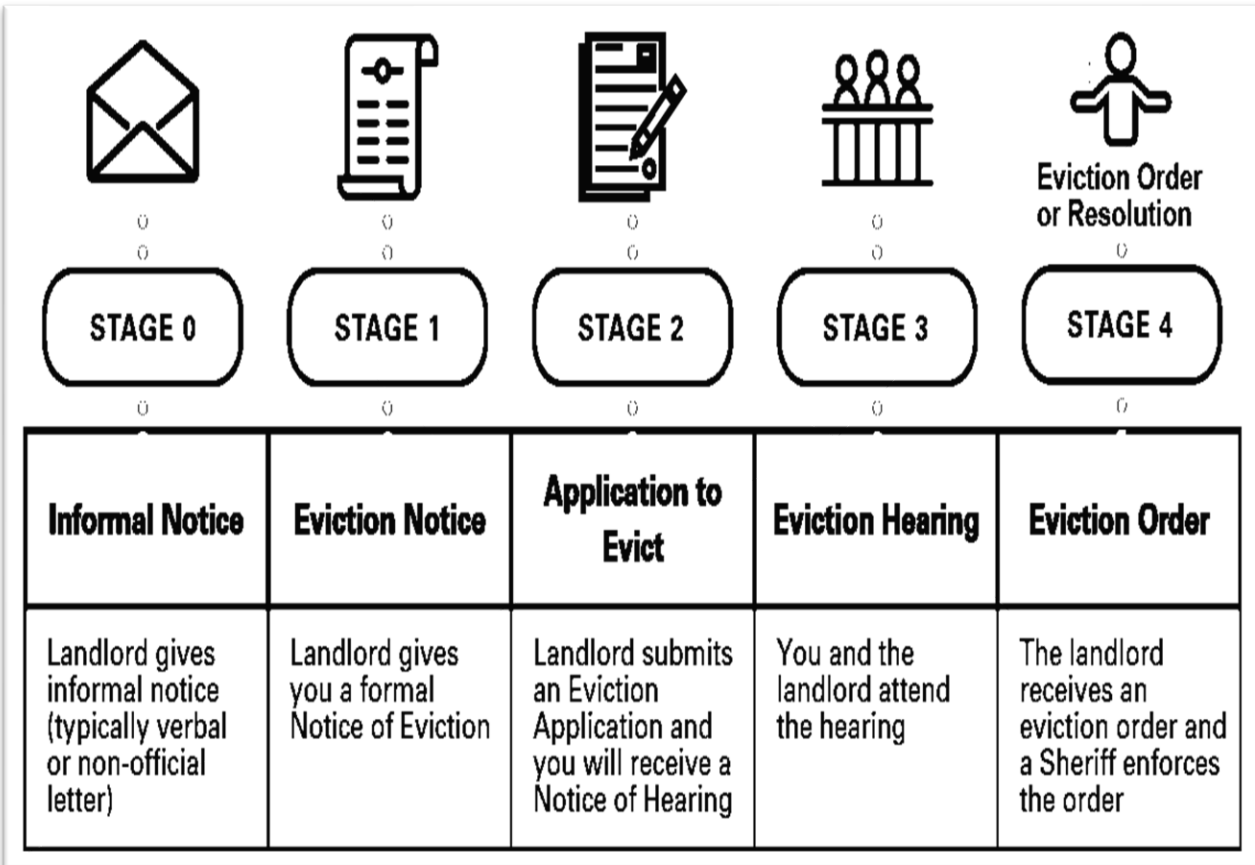 Eviction Order
or Resolution
STAGE 0
STAGE 1
STAGE 2
STAGE 3
STAGE 4
Informal Notice
Eviction Notice
Application to
Evict
Eviction Hearing
Eviction Order
Landlord gives
informal notice
(typically verbal
or non-official
letter)
Landlord gives
you a formal
Notice of Eviction
Landlord submits
an Eviction
Application and
you will receive a
Notice of Hearing
You and the
landlord attend
the hearing
The landlord
receives an
eviction order and
a Sheriff enforces
the order